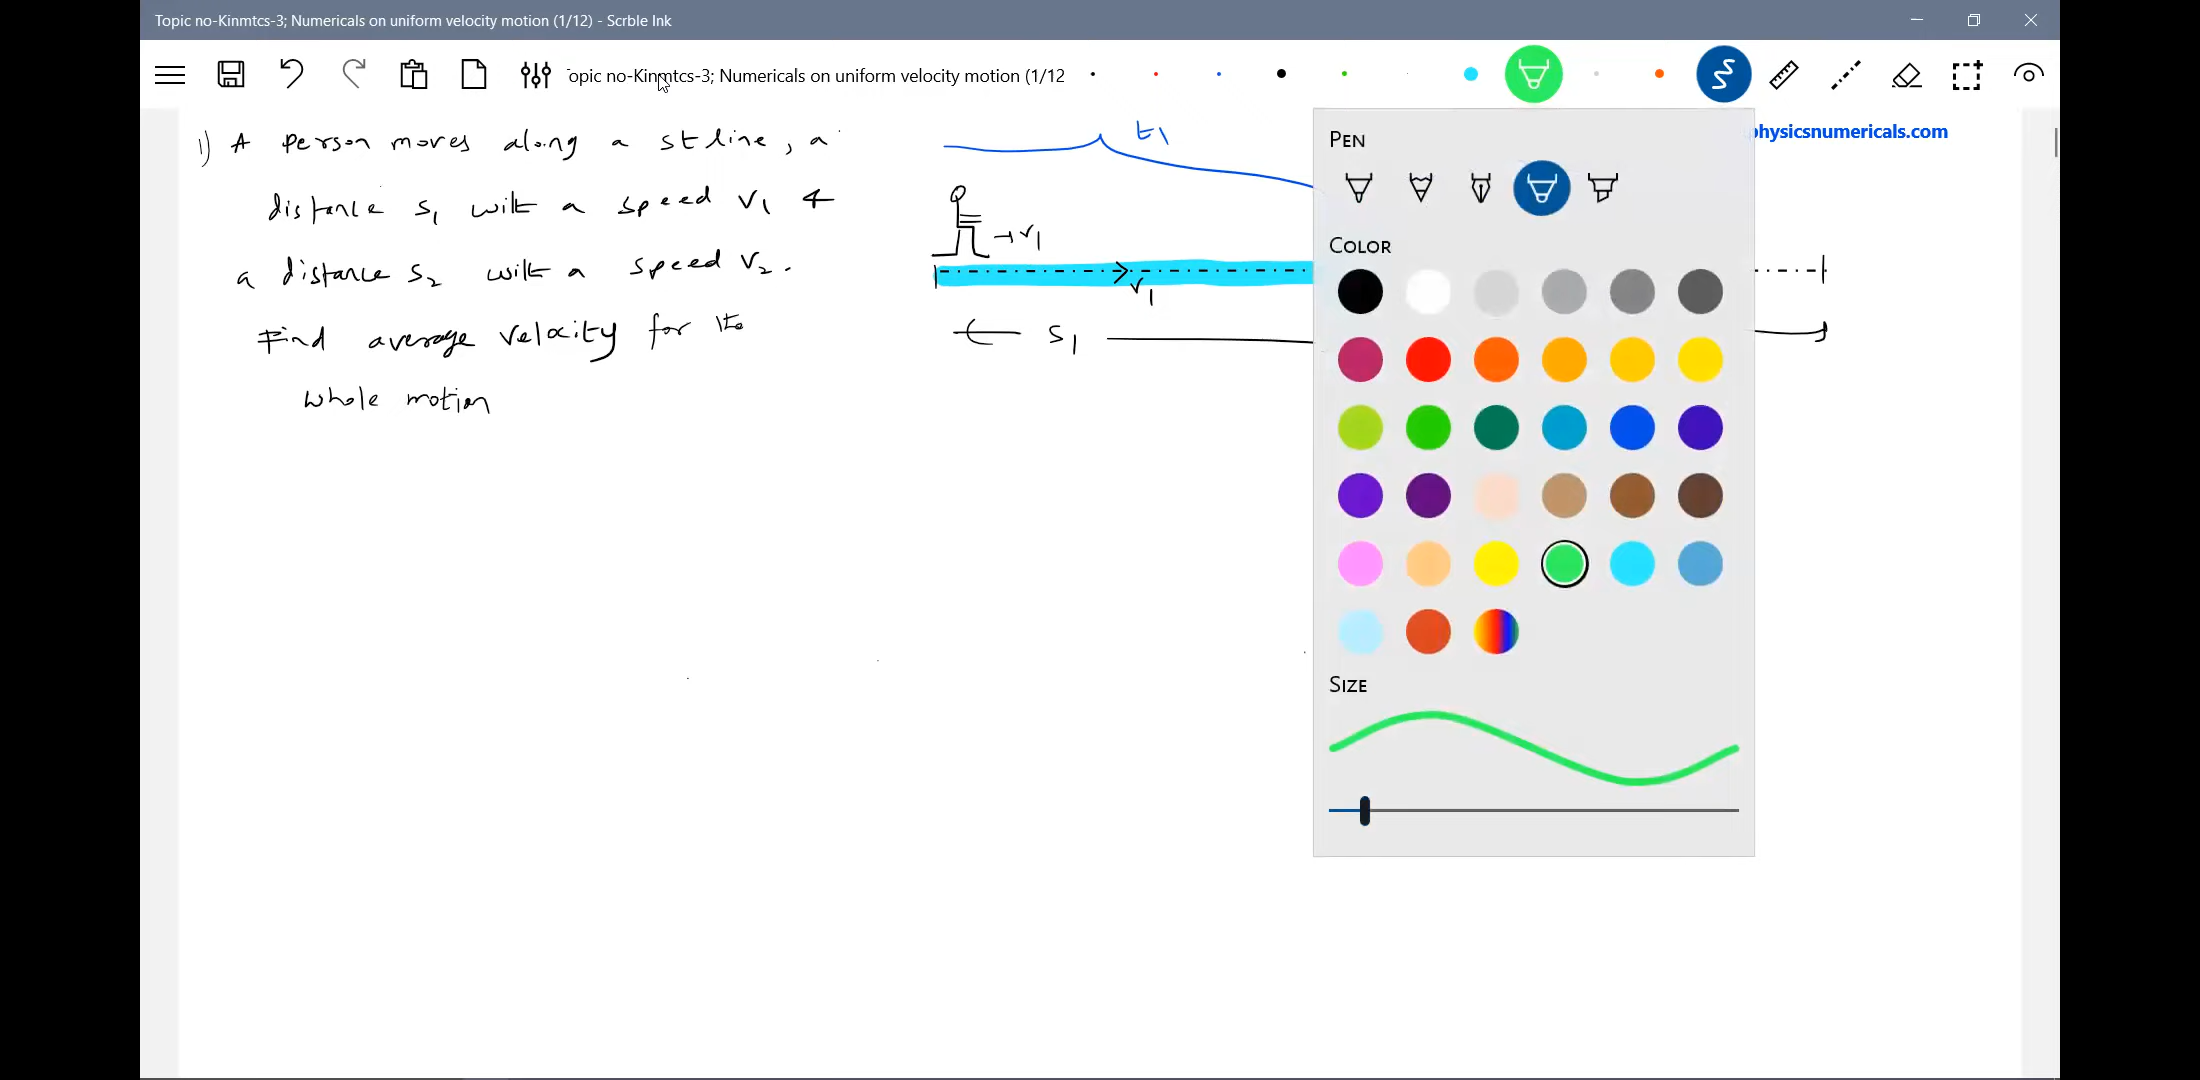 Topic no-Kinmtcs-3; Numericals on uniform velocity motion (1/12) - Scrble Ink
opic no-Kinmtcs-3; Numericals on uniform velocity motion (1/12
physicsnumericals.com
1) A person moves along a st line, a
distance s1 with a speed v1 &
a distance s2 with a speed v2.
Find average velocity for the
whole motion
t1
→v1
v1
s1
Pen
Color
Size